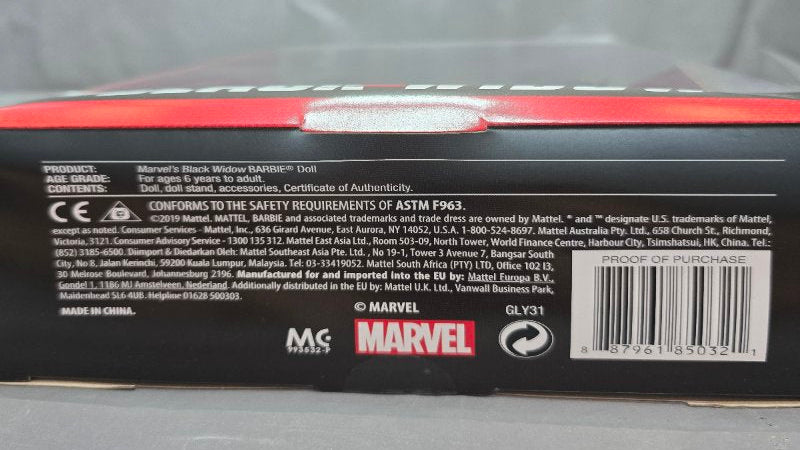 PRODUCT: Marvel's Black Widow BARBIE® Doll
AGE GRADE: For ages 6 years to adult.
CONTENTS: Doll, doll stand, accessories, Certificate of Authenticity.
CE CONFORMS TO THE SAFETY REQUIREMENTS OF ASTM F963.
©2019 Mattel. MATTEL, BARBIE and associated trademarks and trade dress are owned by Mattel. ® and ™ designate U.S. trademarks of Mattel,
except as noted. Consumer Services - Mattel, Inc., 636 Girard Avenue, East Aurora, NY 14052, U.S.A. 1-800-524-8697. Mattel Australia Pty. Ltd., 658 Church St., Richmond,
Victoria, 3121. Consumer Advisory Service - 1300 135 312. Mattel East Asia Ltd., Room 503-09, North Tower, World Finance Centre, Harbour City, Tsimshatsui, HK, China. Tel.:
(852) 3185-6500. Diimport & Diedarkan Oleh: Mattel Southeast Asia Pte. Ltd., No 19-1, Tower 3 Avenue 7, Bangsar South
City, No 8, Jalan Kerinchi, 59200 Kuala Lumpur, Malaysia. Tel: 03-33419052. Mattel South Africa (PTY) LTD, Office 102 I3,
30 Melrose Boulevard, Johannesburg 2196. Manufactured for and imported into the EU by: Mattel Europa B.V.,
Gondel 1, 1186 MJ Amstelveen, Nederland. Additionally distributed in the EU by: Mattel U.K. Ltd., Vanwall Business Park,
Maidenhead SL6 4UB. Helpline 01628 500303.
MADE IN CHINA.
© MARVEL
GLY31
MC
993632-P
MARVEL
PROOF OF PURCHASE
8 87961 85032 1